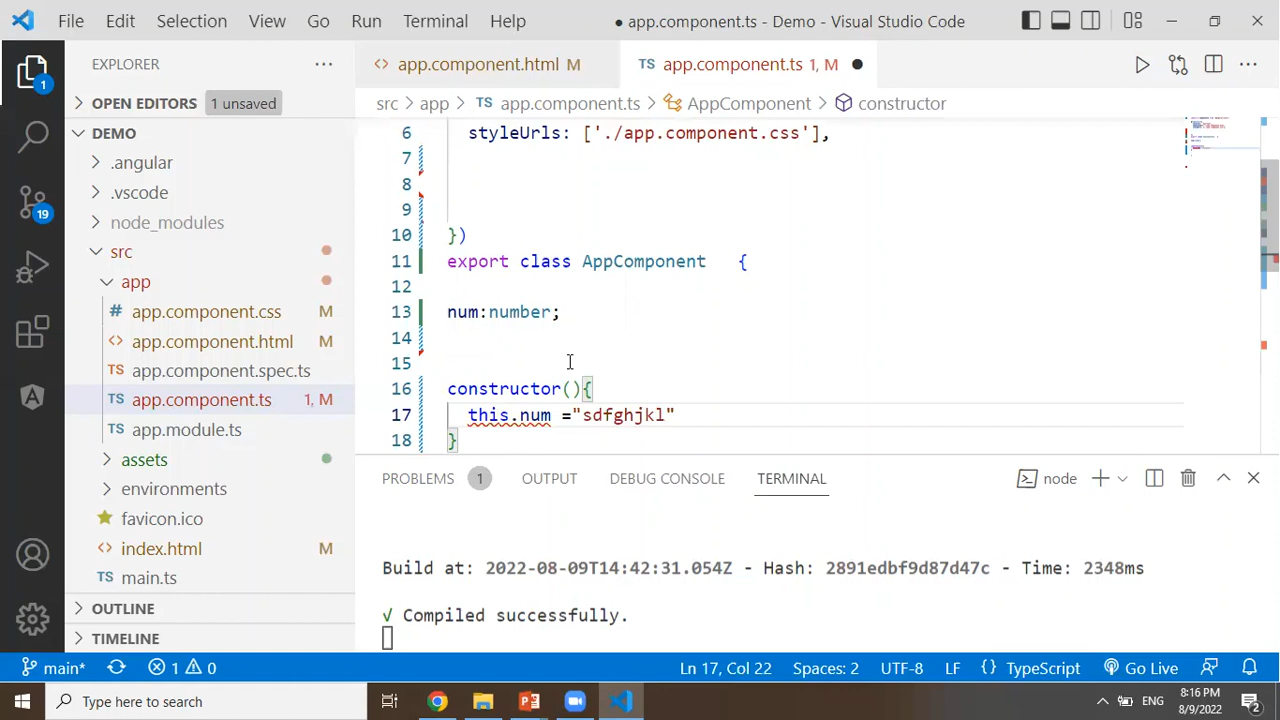 File Edit Selection View Go Run Terminal Help ● app.component.ts - Demo - Visual Studio Code
EXPLORER ···
OPEN EDITORS 1 unsaved
DEMO
.angular
.vscode
node_modules
src
app
# app.component.css M
<> app.component.html M
TS app.component.spec.ts
TS app.component.ts 1, M
TS app.module.ts
assets
environments
favicon.ico
<> index.html M
TS main.ts
OUTLINE
TIMELINE
1
19
<> app.component.html M TS app.component.ts 1, M ●
src > app > TS app.component.ts > AppComponent > constructor
6 styleUrls: ['./app.component.css'],
7
8
9
10 })
11 export class AppComponent {
12
13 num:number;
14
15
16 constructor(){
17 this.num ="sdfghjkl"
18 }
PROBLEMS 1 OUTPUT DEBUG CONSOLE TERMINAL node
Build at: 2022-08-09T14:42:31.054Z - Hash: 2891edbf9d87d47c - Time: 2348ms
√ Compiled successfully.
main* 1 0 Ln 17, Col 22 Spaces: 2 UTF-8 LF {} TypeScript Go Live
Type here to search ENG 8:16 PM
8/9/2022 2